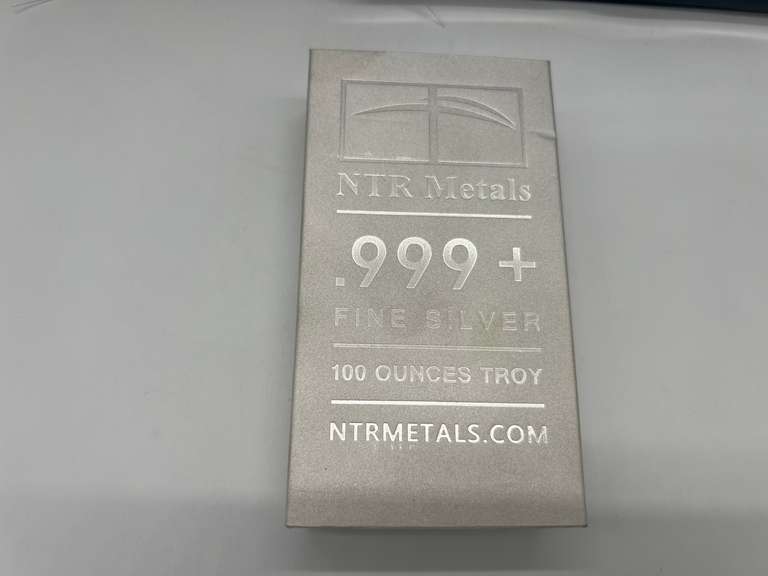 NTR Metals
.999+
FINE SILVER
100 OUNCES TROY
NTRMETALS.COM